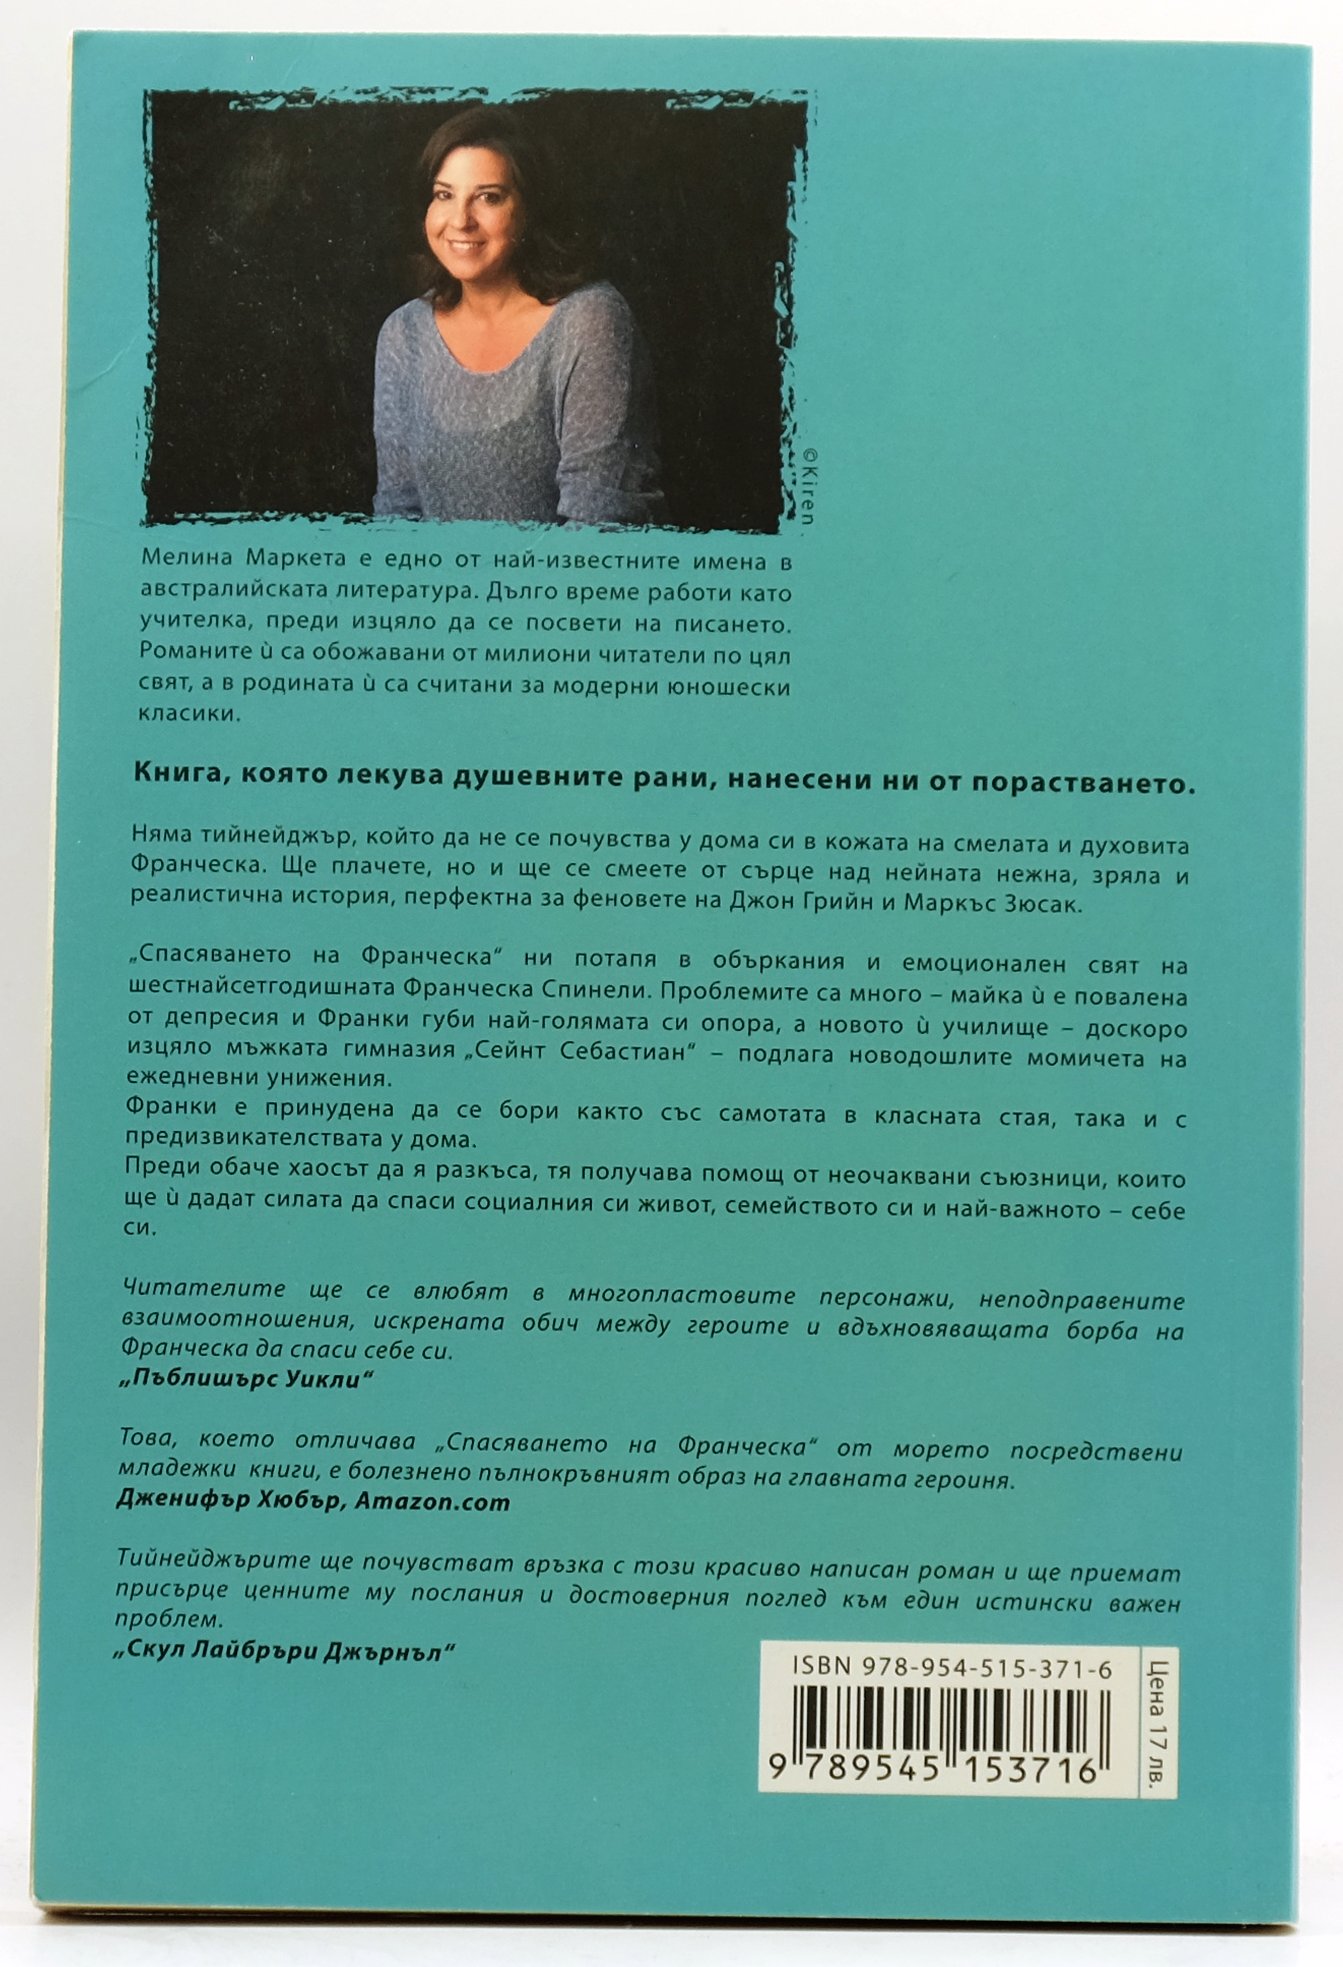 ©Kiren
Мелина Маркета е едно от най-известните имена в
австралийската литература. Дълго време работи като
учителка, преди изцяло да се посвети на писането.
Романите ѝ са обожавани от милиони читатели по цял
свят, а в родината ѝ са считани за модерни юношески
класики.
Книга, която лекува душевните рани, нанесени ни от порастването.
Няма тийнейджър, който да не се почувства у дома си в кожата на смелата и духовита
Франческа. Ще плачете, но и ще се смеете от сърце над нейната нежна, зряла и
реалистична история, перфектна за феновете на Джон Грийн и Маркъс Зюсак.
„Спасяването на Франческа“ ни потапя в объркания и емоционален свят на
шестнайсетгодишната Франческа Спинели. Проблемите са много – майка ѝ е повалена
от депресия и Франки губи най-голямата си опора, а новото ѝ училище – доскоро
изцяло мъжката гимназия „Сейнт Себастиан“ – подлага новодошлите момичета на
ежедневни унижения.
Франки е принудена да се бори както със самотата в класната стая, така и с
предизвикателствата у дома.
Преди обаче хаосът да я разкъса, тя получава помощ от неочаквани съюзници, които
ще ѝ дадат силата да спаси социалния си живот, семейството си и най-важното – себе
си.
Читателите ще се влюбят в многопластовите персонажи, неподправените
взаимоотношения, искрената обич между героите и вдъхновяващата борба на
Франческа да спаси себе си.
„Пъблишърс Уикли“
Това, което отличава „Спасяването на Франческа“ от морето посредствени
младежки книги, е болезнено пълнокръвният образ на главната героиня.
Дженифър Хюбър, Amazon.com
Тийнейджърите ще почувстват връзка с този красиво написан роман и ще приемат
присърце ценните му послания и достоверния поглед към един истински важен
проблем.
„Скул Лайбръри Джърнъл“
ISBN 978-954-515-371-6
9 789545 153716
Цена 17 лв.